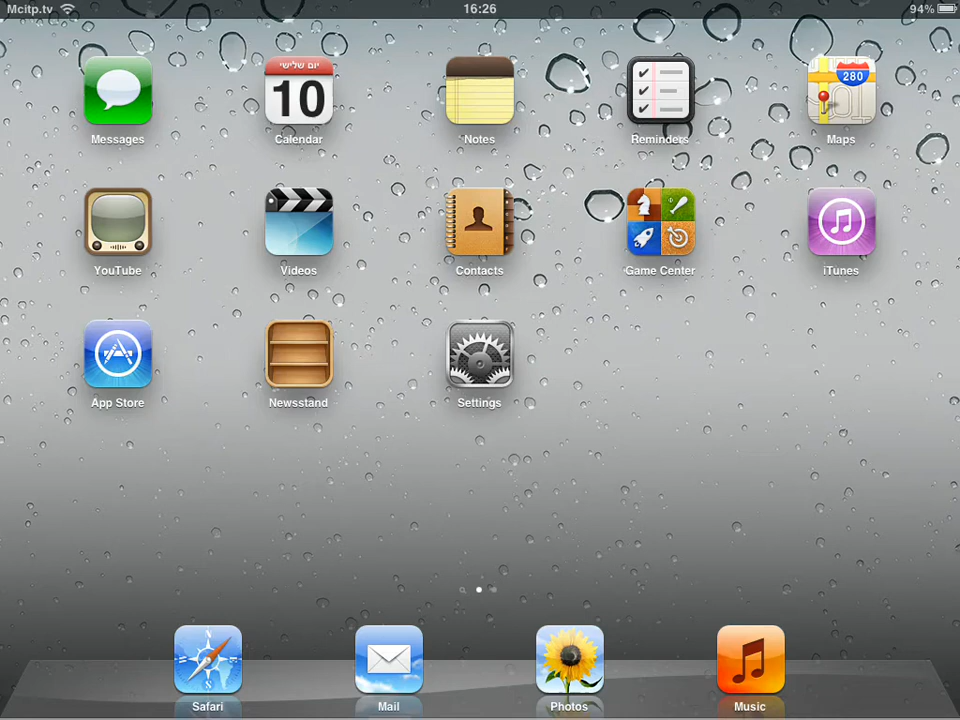 Mcitp.tv 16:26 94%
יום שלישי
280
10
Messages Calendar Notes Reminders Maps
YouTube Videos Contacts Game Center iTunes
App Store Newsstand Settings
N
S
Safari Mail Photos Music